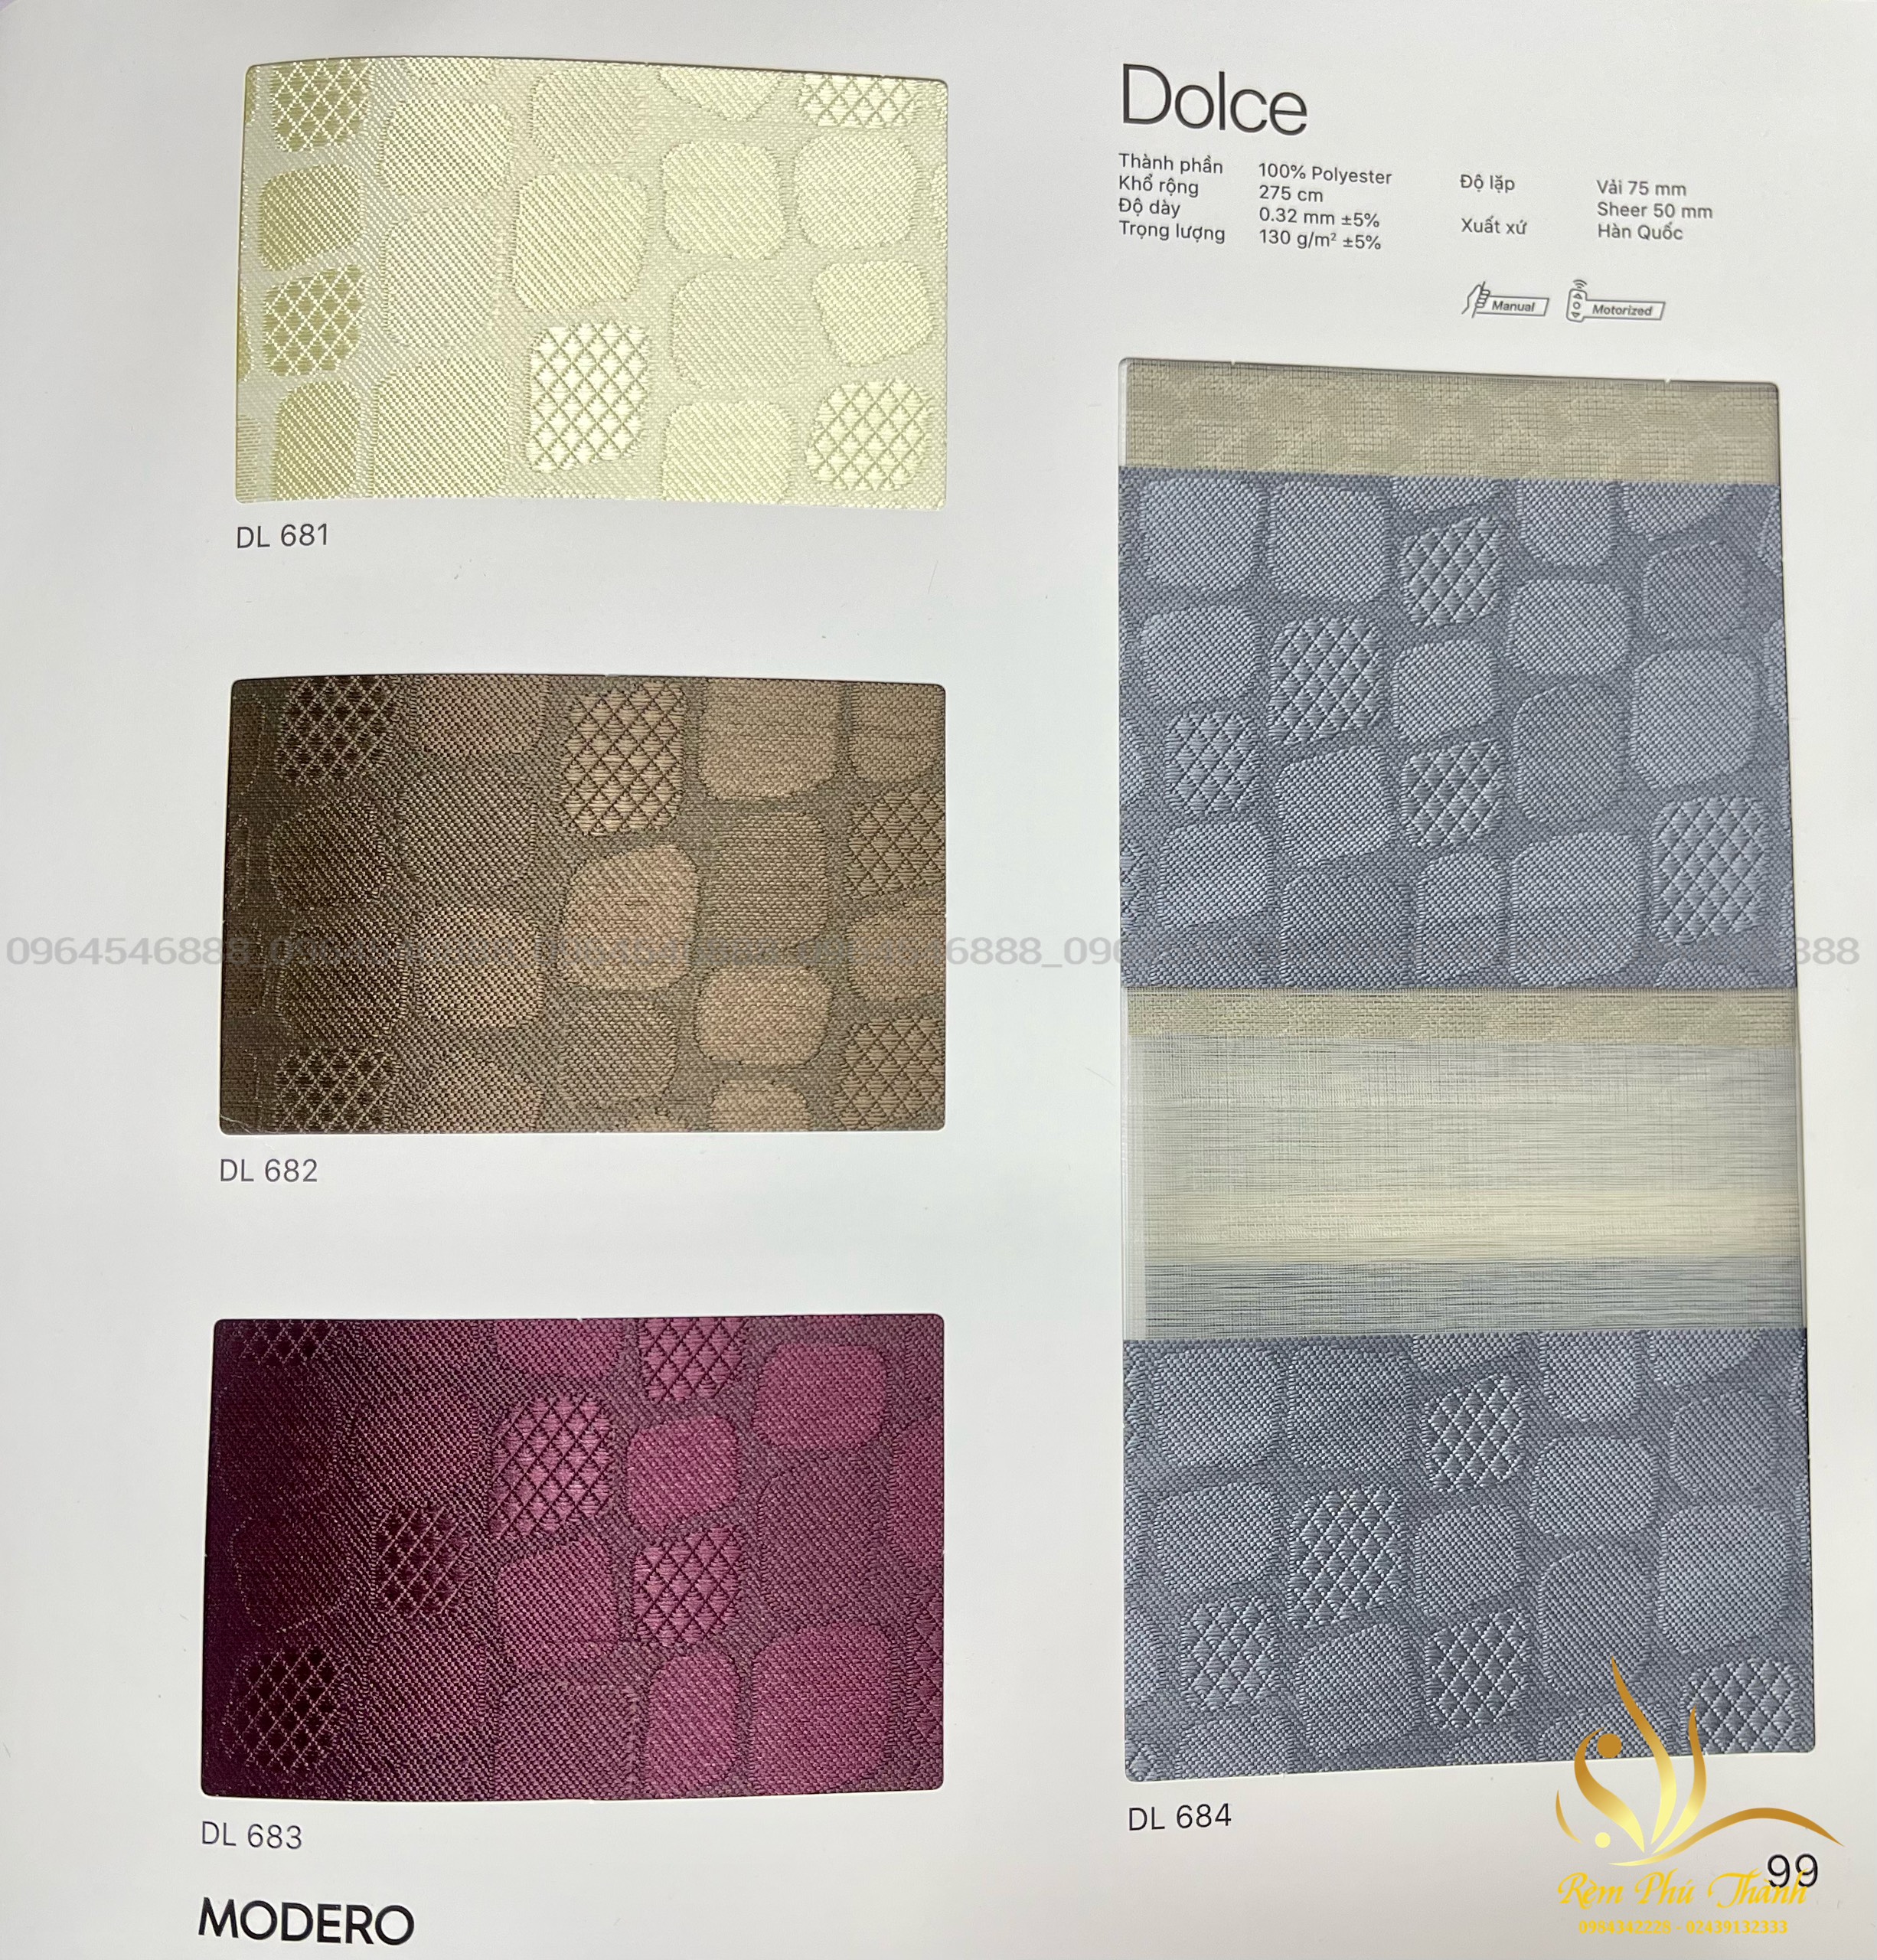 Dolce
Thành phần 100% Polyester
Khổ rộng 275 cm
Độ dày 0.32 mm ±5%
Trọng lượng 130 g/m² ±5%
Độ lặp Vải 75 mm
Sheer 50 mm
Xuất xứ Hàn Quốc
Manual
Motorized
DL 681
DL 682
0964546888
DL 683
DL 684
99
Rèm Phú Thành
0984342228 - 02439132333
MODERO